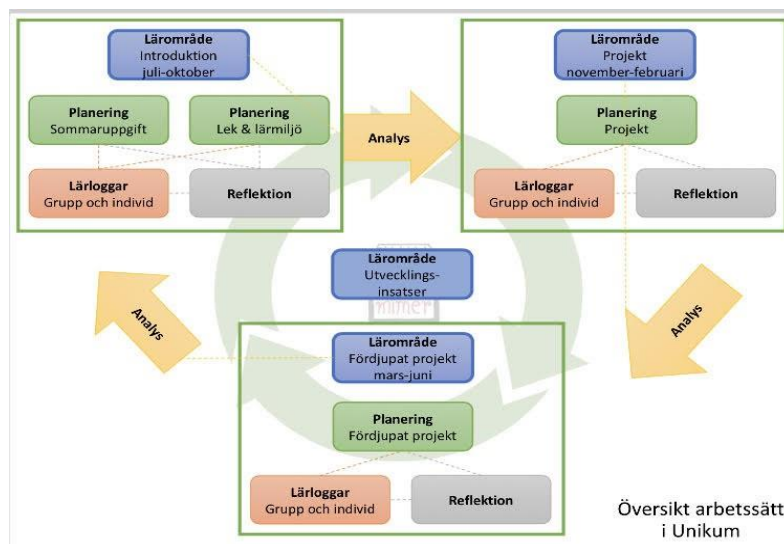 Lärområde
Introduktion
juli-oktober
Planering
Sommaruppgift
Planering
Lek & lärmiljö
Lärloggar
Grupp och individ
Reflektion
Analys
Lärområde
Projekt
november-februari
Planering
Projekt
Lärloggar
Grupp och individ
Reflektion
Analys
Lärområde
Utvecklings-
insatser
mimer
Lärområde
Fördjupat projekt
mars-juni
Planering
Fördjupat projekt
Lärloggar
Grupp och individ
Reflektion
Analys
Översikt arbetssätt
i Unikum